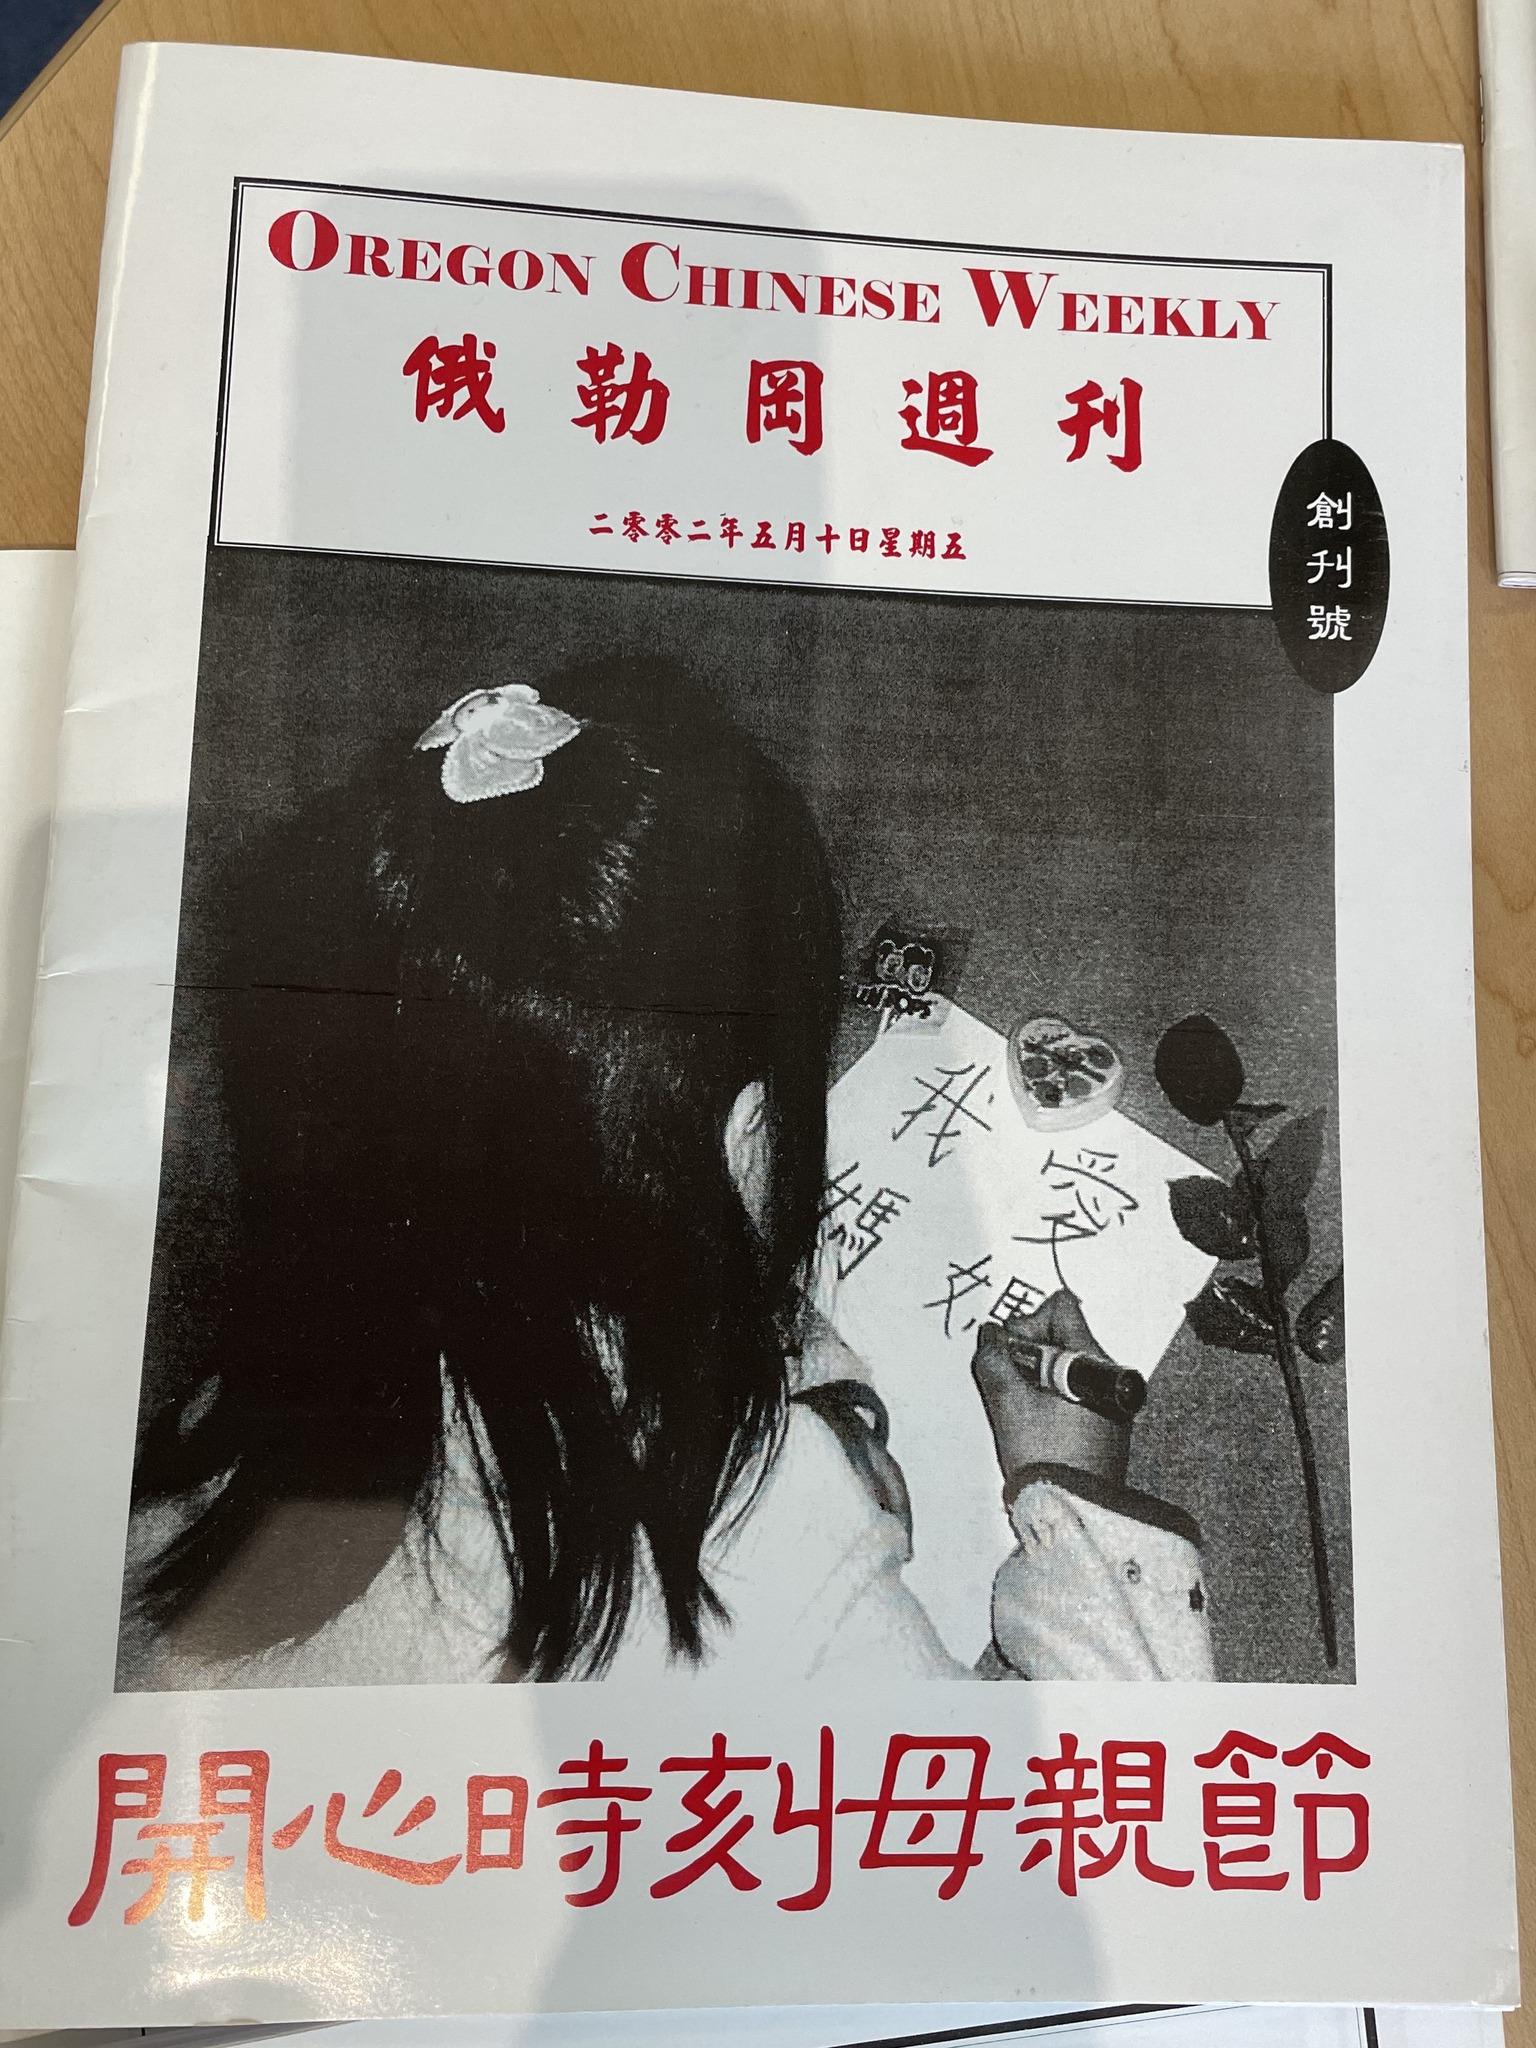 OREGON CHINESE WEEKLY
俄勒岡週刊
二零零二年五月十日星期五
創刊號
我愛
媽媽
開心時刻母親節